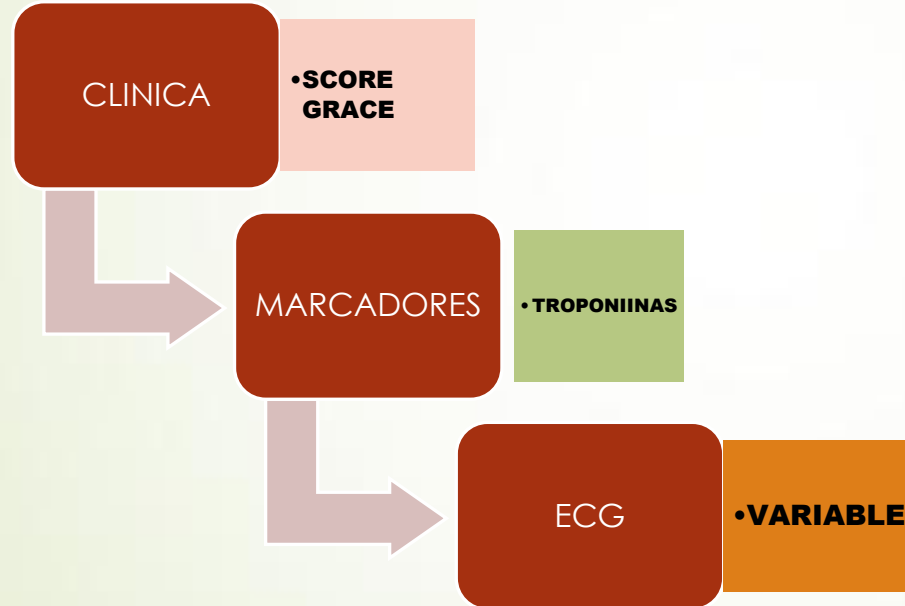 CLINICA
•SCORE
GRACE
MARCADORES
• TROPONIINAS
ECG
•VARIABLE